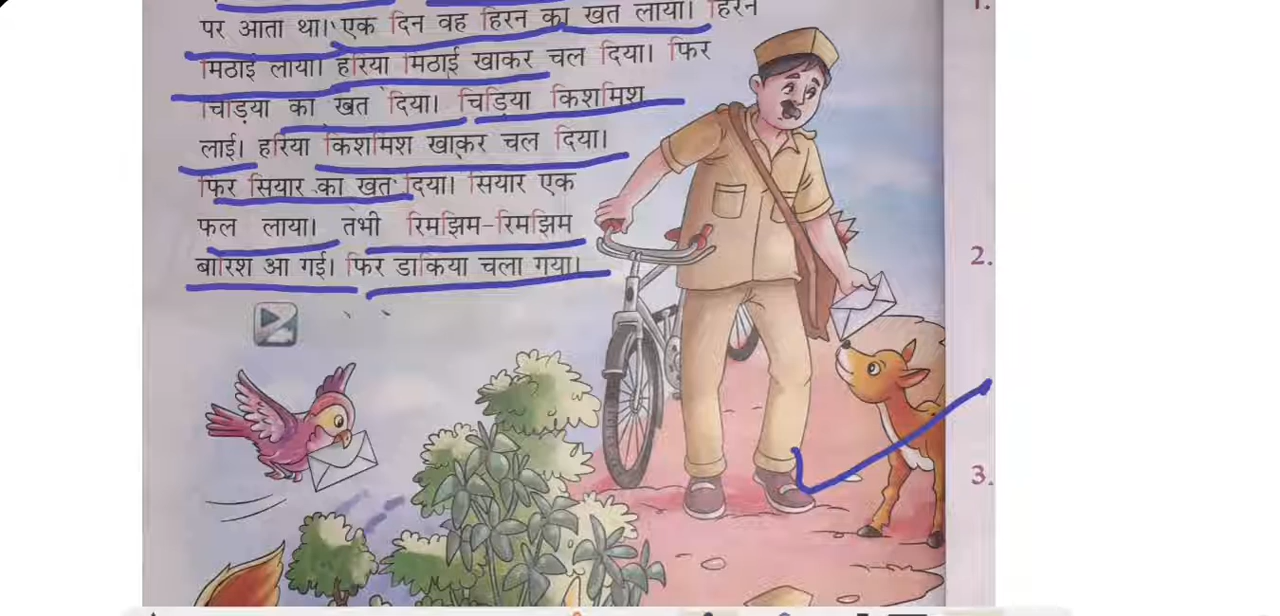 पर आता था। एक दिन वह हिरन का खत लाया। हिरन
मिठाई लाया। हरिया मिठाई खाकर चल दिया। फिर
चिड़िया का खत दिया। चिड़िया किशमिश
लाई। हरिया किशमिश खाकर चल दिया।
फिर सियार का खत दिया। सियार एक
फल लाया। तभी रिमझिम-रिमझिम
बारिश आ गई। फिर डाकिया चला गया।
1.
2.
3.